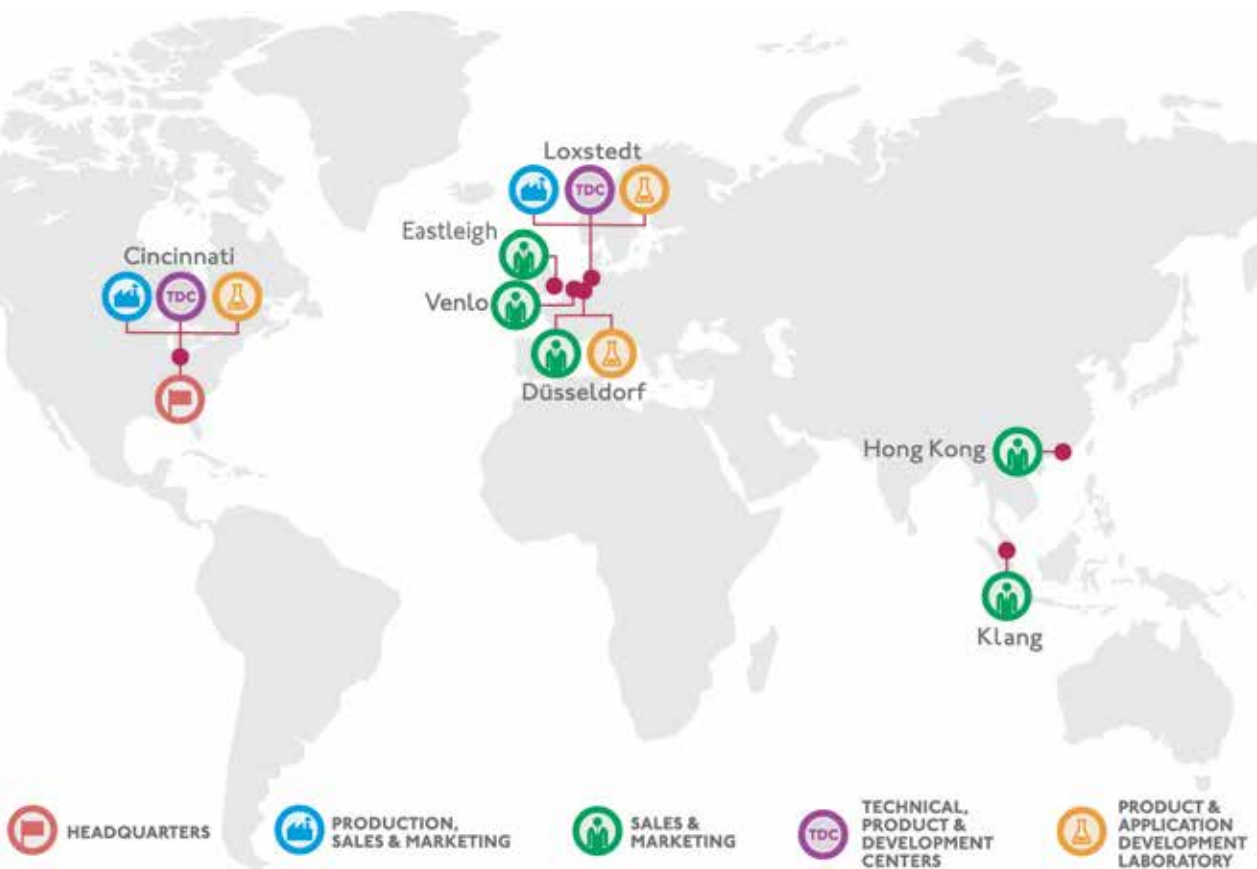 Loxstedt
TDC
Eastleigh
Cincinnati
TDC
Venlo
Düsseldorf
Hong Kong
Klang
HEADQUARTERS
PRODUCTION,
SALES & MARKETING
SALES &
MARKETING
TDC
TECHNICAL,
PRODUCT &
DEVELOPMENT
CENTERS
PRODUCT &
APPLICATION
DEVELOPMENT
LABORATORY